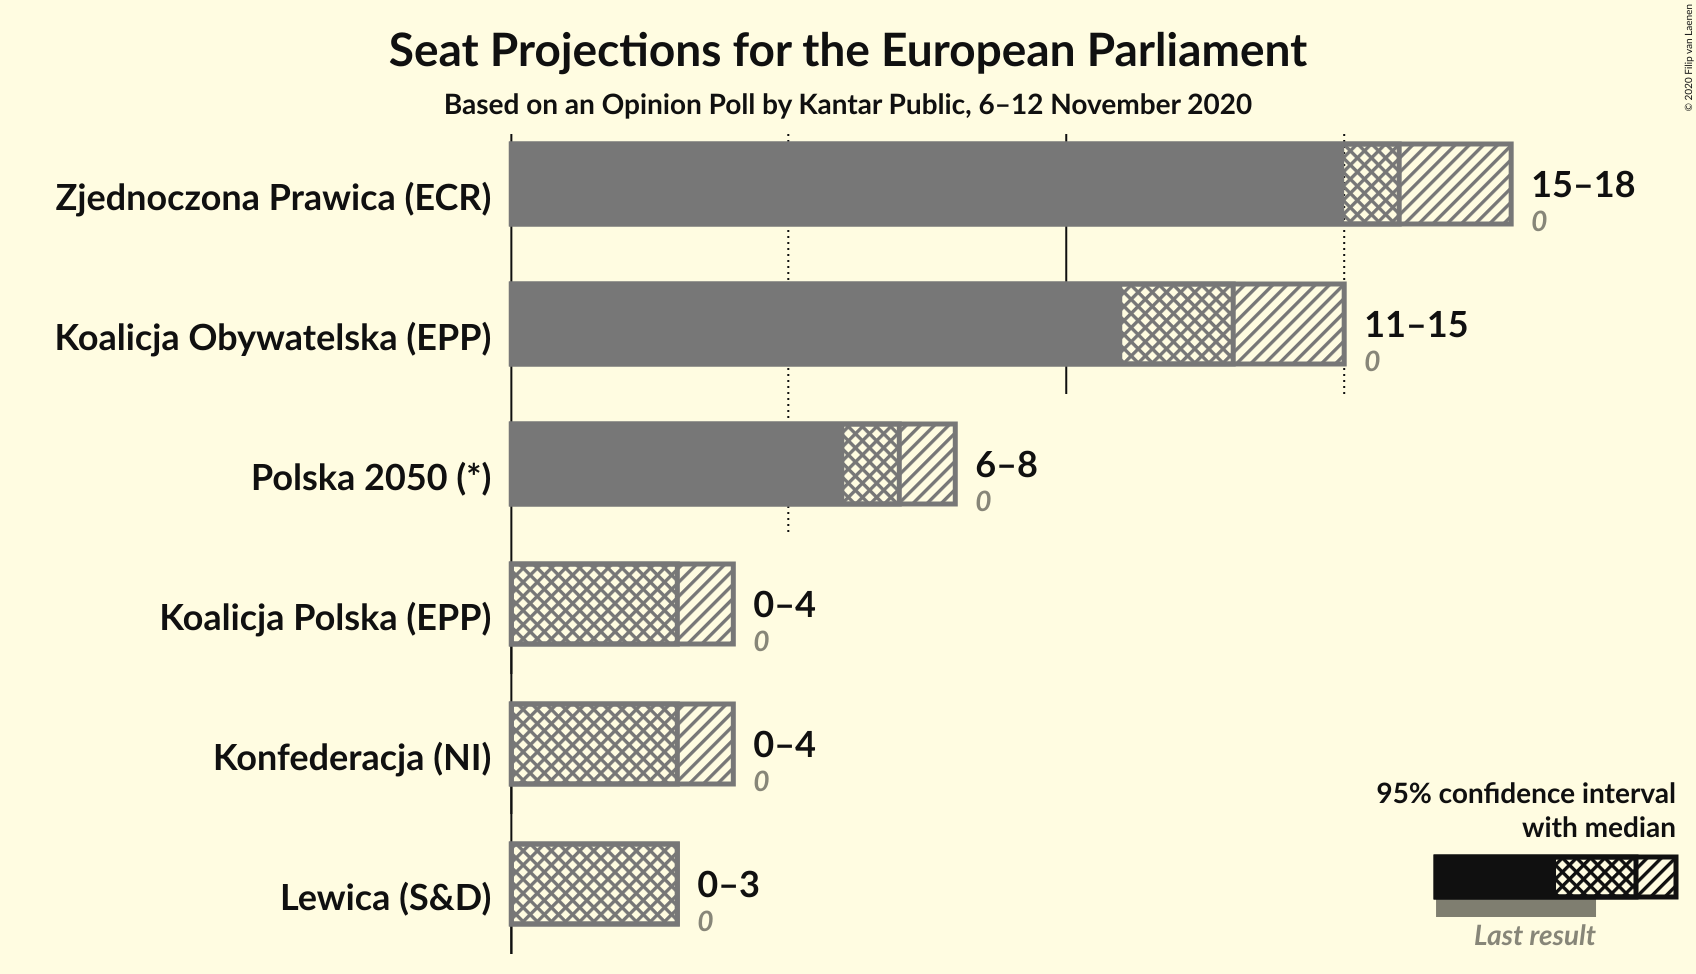 Seat Projections for the European Parliament
Based on an Opinion Poll by Kantar Public, 6–12 November 2020
© 2020 Filip van Laenen
Zjednoczona Prawica (ECR)
15–18
0
Koalicja Obywatelska (EPP)
11–15
0
Polska 2050 (*)
6–8
0
Koalicja Polska (EPP)
0–4
0
Konfederacja (NI)
0–4
0
Lewica (S&D)
0–3
0
95% confidence interval
with median
Last result